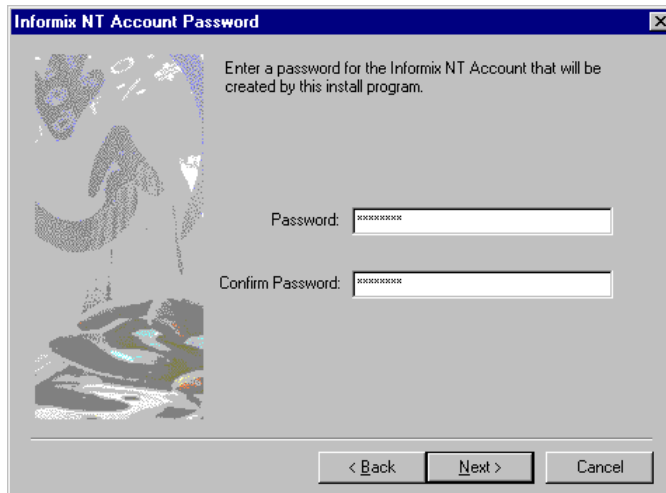 Informix NT Account Password
Enter a password for the Informix NT Account that will be
created by this install program.
Password: ********
Confirm Password: ********
< Back Next > Cancel